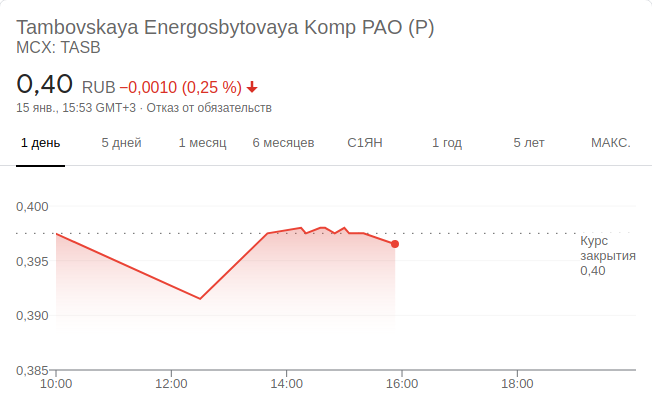 Tambovskaya Energosbytovaya Komp PAO (P)
MCX: TASB
0,40 RUB −0,0010 (0,25 %)
15 янв., 15:53 GMT+3 · Отказ от обязательств
1 день 5 дней 1 месяц 6 месяцев С1ЯН 1 год 5 лет МАКС.
0,400
Курс
закрытия
0,40
0,395
0,390
0,385
10:00 12:00 14:00 16:00 18:00